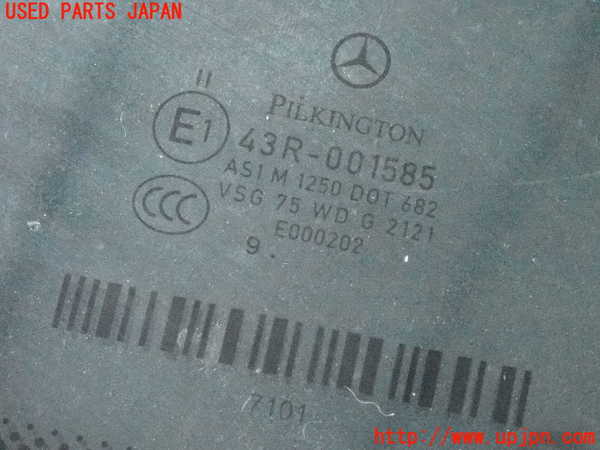 USED PARTS JAPAN
II
PILKINGTON
E1
43R-001585
AS1 M 1250 DOT 682
CCC
VSG 75 WD G 2121
E000202
9 .
7101
http://www.upjpn.com/